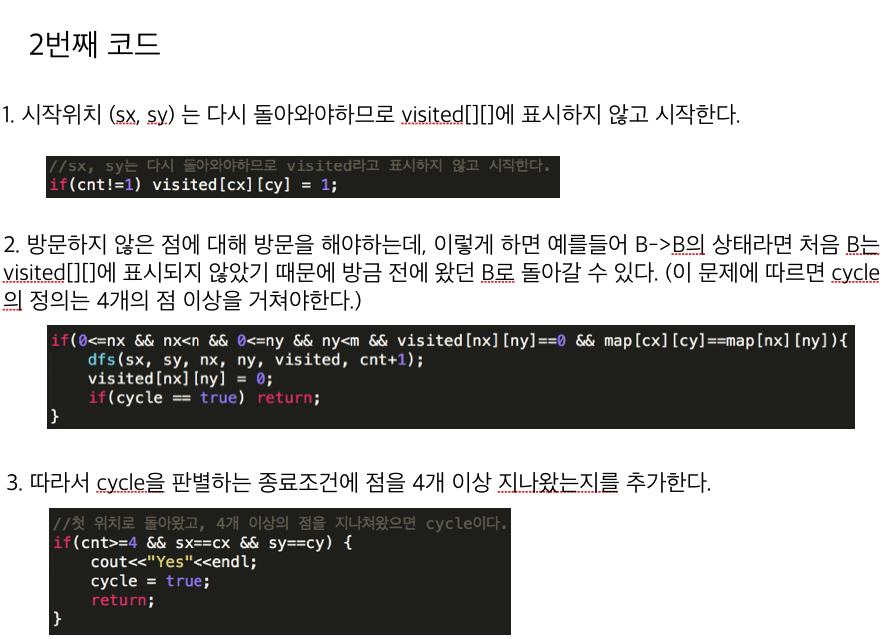 2번째 코드
1. 시작위치 (sx, sy) 는 다시 돌아와야하므로 visited[][]에 표시하지 않고 시작한다.
//sx, sy는 다시 돌아와야하므로 visited라고 표시하지 않고 시작한다.
if(cnt!=1) visited[cx][cy] = 1;
2. 방문하지 않은 점에 대해 방문을 해야하는데, 이렇게 하면 예를들어 B->B의 상태라면 처음 B는
visited[][]에 표시되지 않았기 때문에 방금 전에 왔던 B로 돌아갈 수 있다. (이 문제에 따르면 cycle
의 정의는 4개의 점 이상을 거쳐야한다.)
if(0<=nx && nx<n && 0<=ny && ny<m && visited[nx][ny]==0 && map[cx][cy]==map[nx][ny]){
dfs(sx, sy, nx, ny, visited, cnt+1);
visited[nx][ny] = 0;
if(cycle == true) return;
}
3. 따라서 cycle을 판별하는 종료조건에 점을 4개 이상 지나왔는지를 추가한다.
//첫 위치로 돌아왔고, 4개 이상의 점을 지나쳐왔으면 cycle이다.
if(cnt>=4 && sx==cx && sy==cy) {
cout<<"Yes"<<endl;
cycle = true;
return;
}